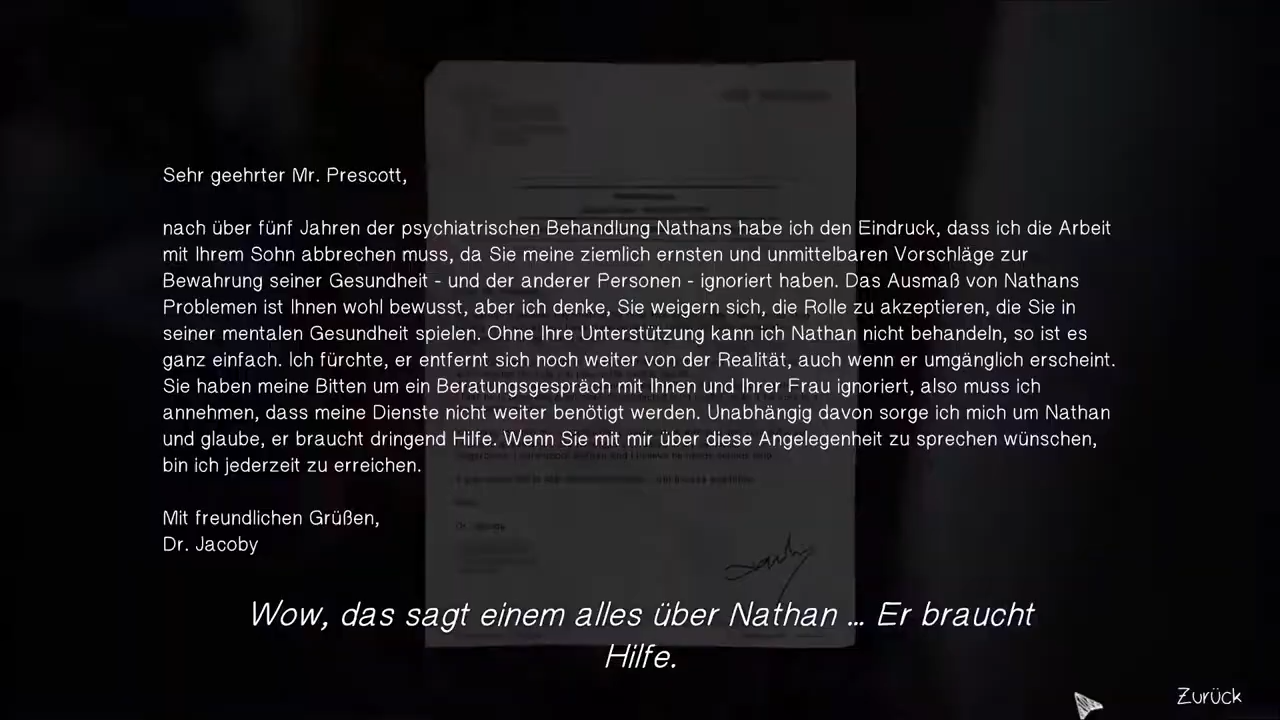 Sehr geehrter Mr. Prescott,
nach über fünf Jahren der psychiatrischen Behandlung Nathans habe ich den Eindruck, dass ich die Arbeit
mit Ihrem Sohn abbrechen muss, da Sie meine ziemlich ernsten und unmittelbaren Vorschläge zur
Bewahrung seiner Gesundheit - und der anderer Personen - ignoriert haben. Das Ausmaß von Nathans
Problemen ist Ihnen wohl bewusst, aber ich denke, Sie weigern sich, die Rolle zu akzeptieren, die Sie in
seiner mentalen Gesundheit spielen. Ohne Ihre Unterstützung kann ich Nathan nicht behandeln, so ist es
ganz einfach. Ich fürchte, er entfernt sich noch weiter von der Realität, auch wenn er umgänglich erscheint.
Sie haben meine Bitten um ein Beratungsgespräch mit Ihnen und Ihrer Frau ignoriert, also muss ich
annehmen, dass meine Dienste nicht weiter benötigt werden. Unabhängig davon sorge ich mich um Nathan
und glaube, er braucht dringend Hilfe. Wenn Sie mit mir über diese Angelegenheit zu sprechen wünschen,
bin ich jederzeit zu erreichen.
Mit freundlichen Grüßen,
Dr. Jacoby
Wow, das sagt einem alles über Nathan ... Er braucht
Hilfe.
Zurück